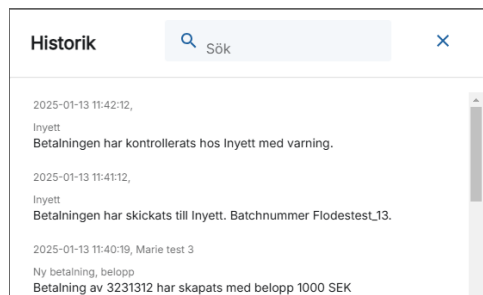 Historik
Sök
2025-01-13 11:42:12,
Inyett
Betalningen har kontrollerats hos Inyett med varning.
2025-01-13 11:41:12,
Inyett
Betalningen har skickats till Inyett. Batchnummer Flodestest_13.
2025-01-13 11:40:19, Marie test 3
Ny betalning, belopp
Betalning av 3231312 har skapats med belopp 1000 SEK